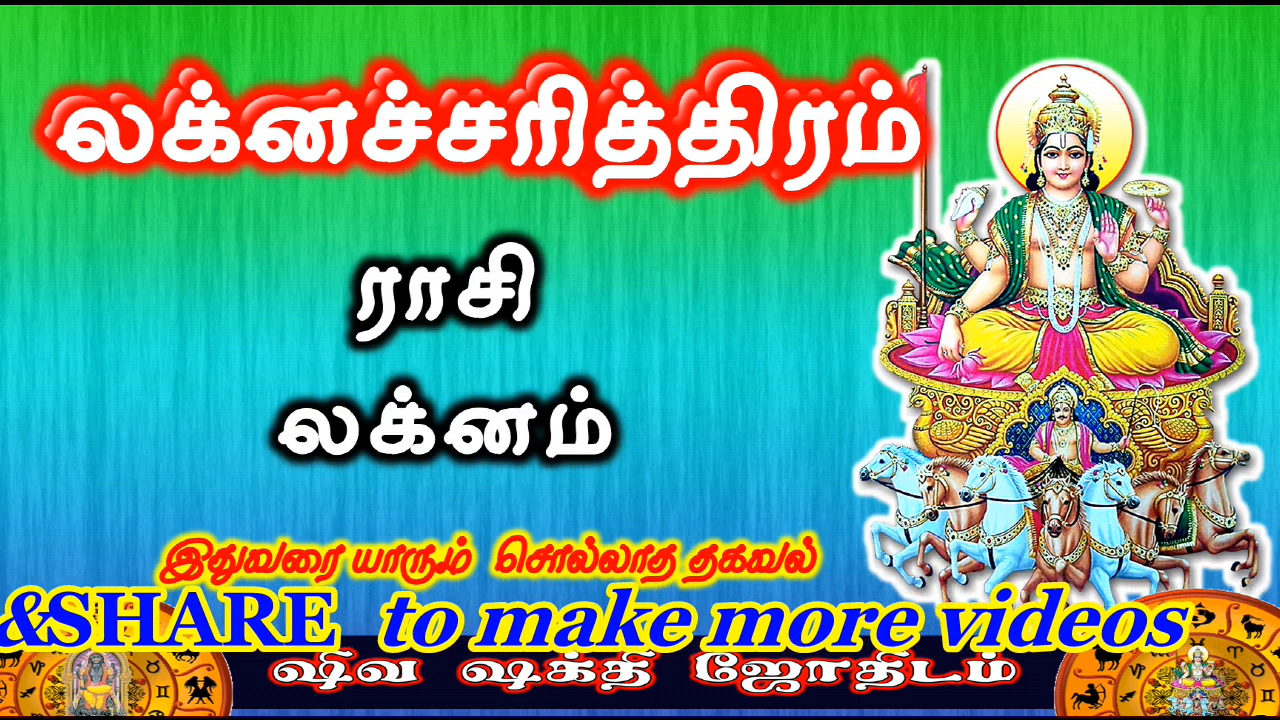 லக்னச்சரித்திரம்
ராசி
லக்னம்
இதுவரை யாரும் சொல்லாத தகவல்
&SHARE to make more videos
ஷிவ ஷக்தி ஜோதிடம்